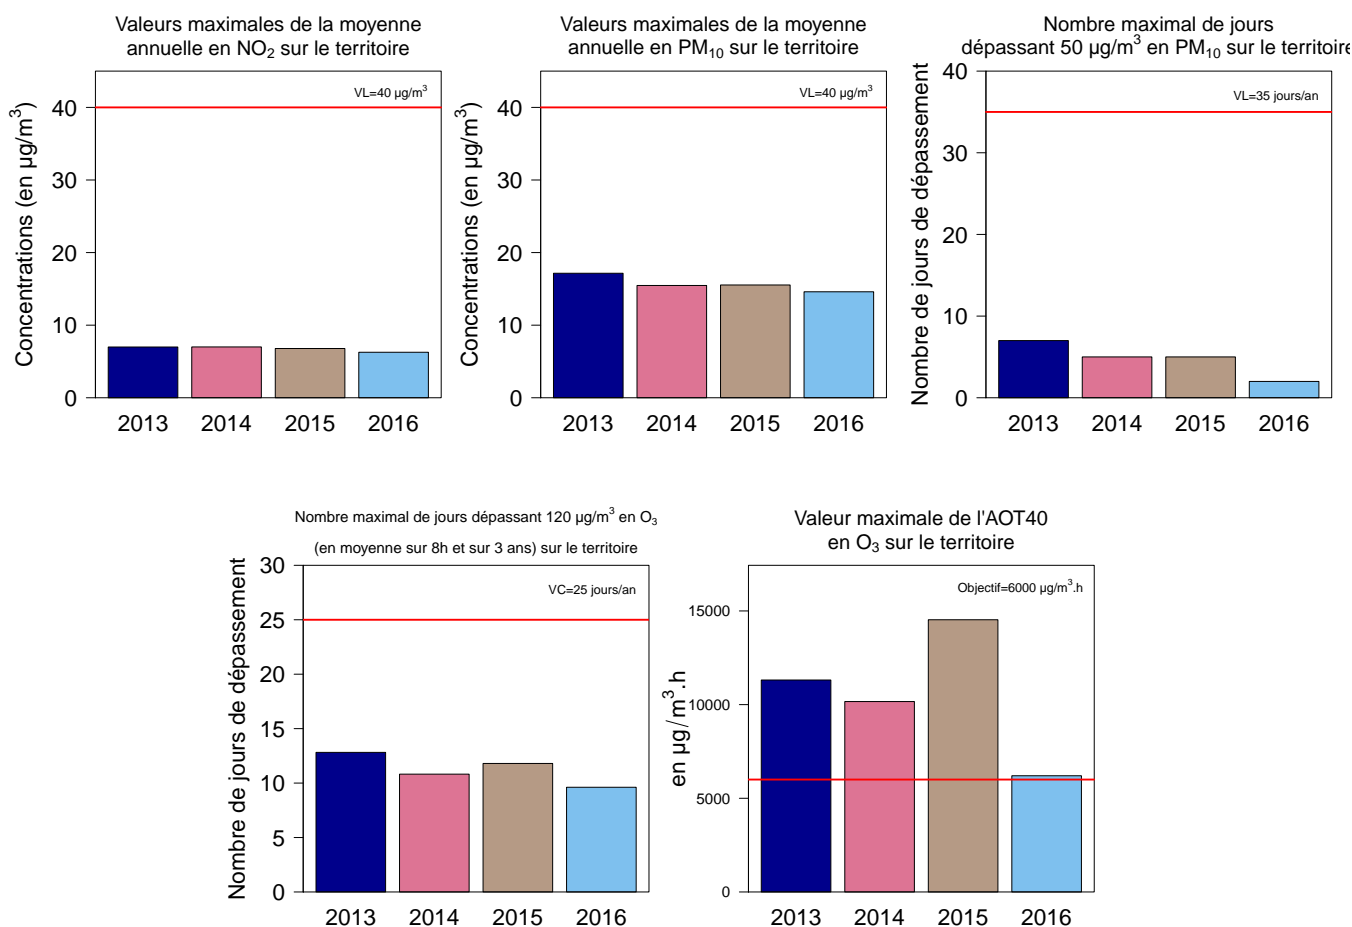 Valeurs maximales de la moyenne
annuelle en NO₂ sur le territoire
Concentrations (en µg/m³)
VL=40 µg/m³
40
30
20
10
0
2013 2014 2015 2016
Valeurs maximales de la moyenne
annuelle en PM₁₀ sur le territoire
Concentrations (en µg/m³)
VL=40 µg/m³
40
30
20
10
0
2013 2014 2015 2016
Nombre maximal de jours
dépassant 50 µg/m³ en PM₁₀ sur le territoire
Nombre de jours de dépassement
VL=35 jours/an
40
30
20
10
0
2013 2014 2015 2016
Nombre maximal de jours dépassant 120 µg/m³ en O₃
(en moyenne sur 8h et sur 3 ans) sur le territoire
Nombre de jours de dépassement
VC=25 jours/an
30
25
20
15
10
5
0
2013 2014 2015 2016
Valeur maximale de l'AOT40
en O₃ sur le territoire
en µg/m³.h
Objectif=6000 µg/m³.h
15000
10000
5000
0
2013 2014 2015 2016